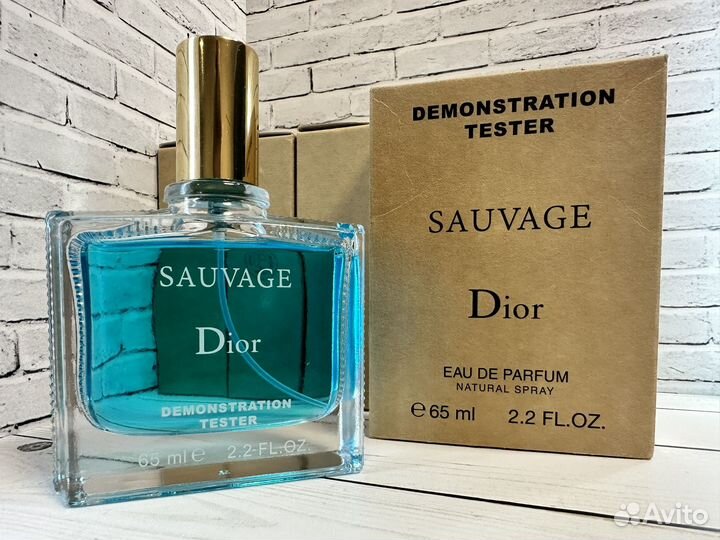 SAUVAGE
Dior
DEMONSTRATION
TESTER
65 ml e 2.2 FL.OZ.
DEMONSTRATION
TESTER
SAUVAGE
Dior
EAU DE PARFUM
NATURAL SPRAY
e 65 ml 2.2 FL.OZ.
Avito